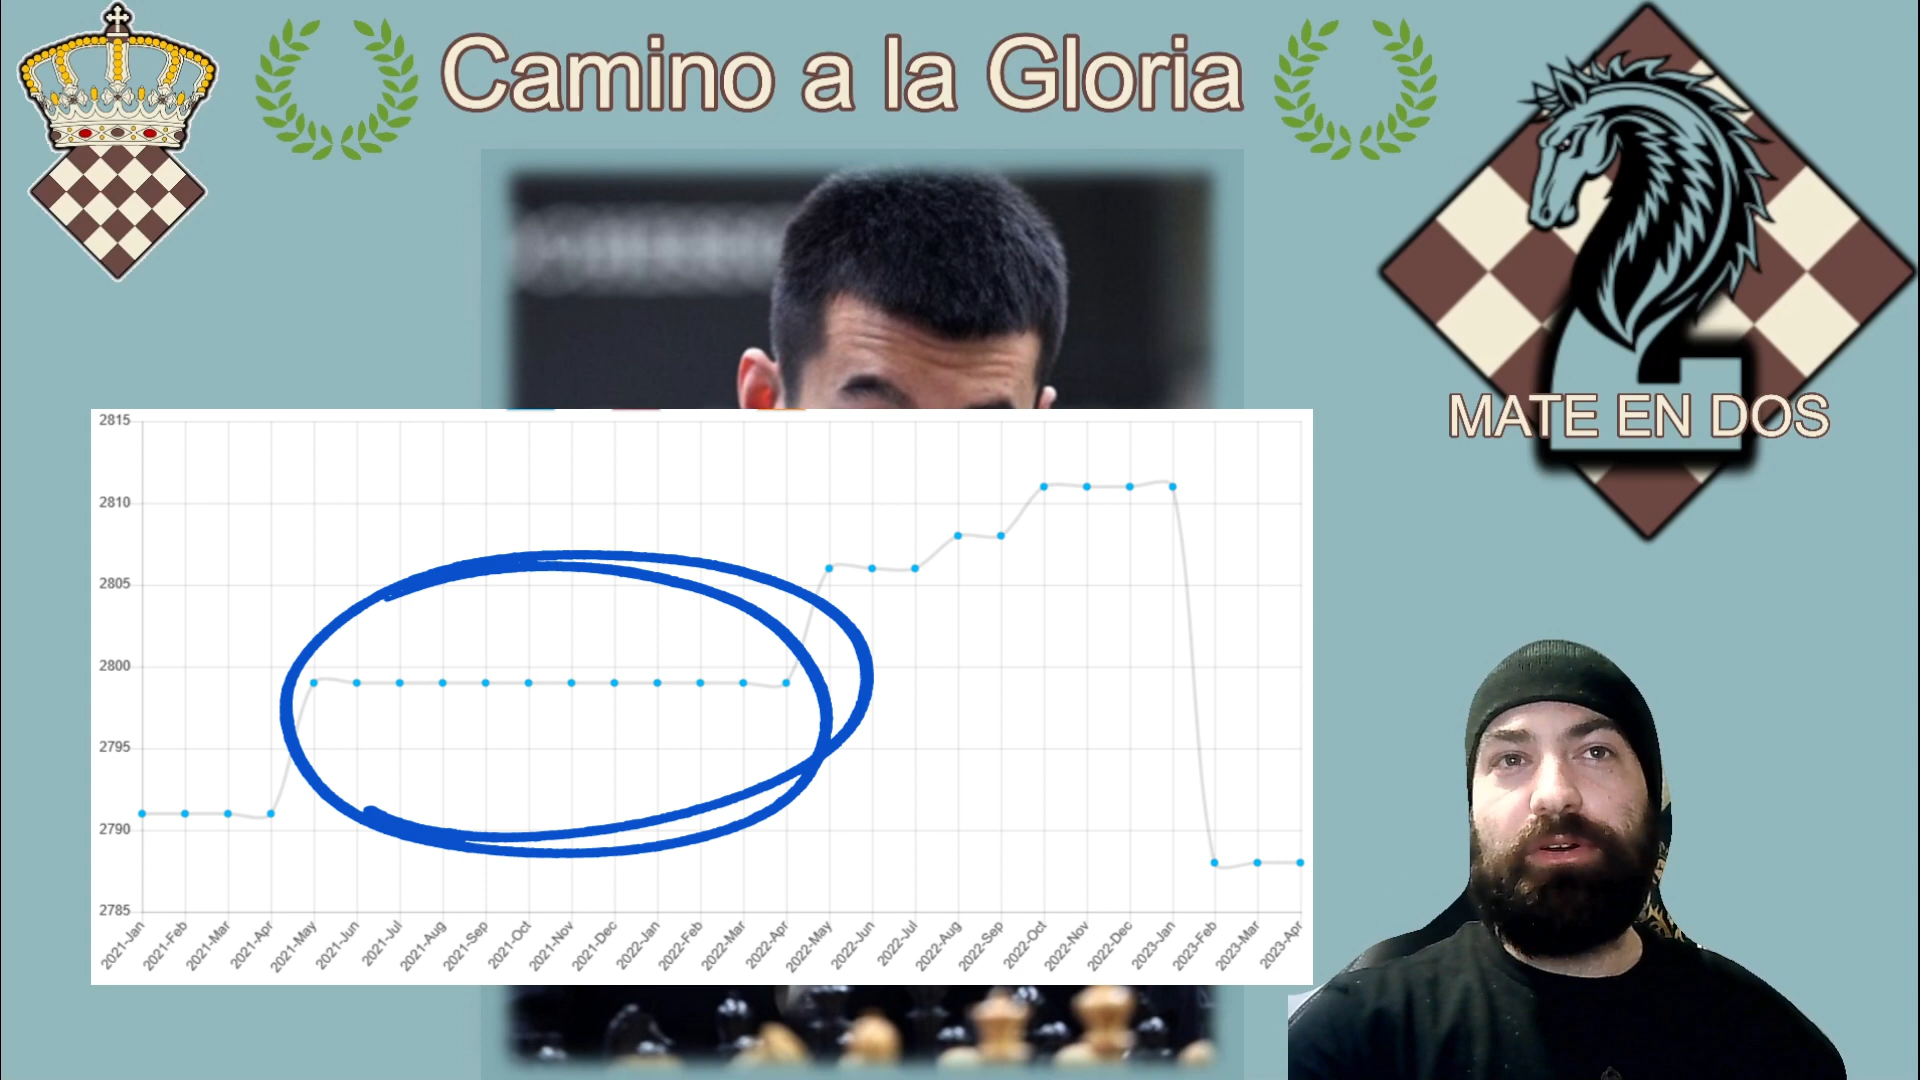 Camino a la Gloria
MATE EN DOS
2815
2810
2805
2800
2795
2790
2785
2021-Jan
2021-Feb
2021-Mar
2021-Apr
2021-May
2021-Jun
2021-Jul
2021-Aug
2021-Sep
2021-Oct
2021-Nov
2021-Dec
2022-Jan
2022-Feb
2022-Mar
2022-Apr
2022-May
2022-Jun
2022-Jul
2022-Aug
2022-Sep
2022-Oct
2022-Nov
2022-Dec
2023-Jan
2023-Feb
2023-Mar
2023-Apr